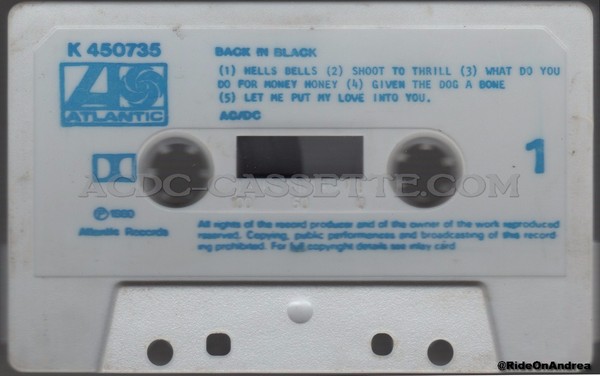 K 450735
BACK IN BLACK
(1) HELLS BELLS (2) SHOOT TO THRILL (3) WHAT DO YOU
DO FOR MONEY HONEY (4) GIVEN THE DOG A BONE
(5) LET ME PUT MY LOVE INTO YOU.
ATLANTIC
AC/DC
1
ACDC-CASSETTE.COM
Ⓟ1980
Atlantic Records
All rights of the record producer and of the owner of the work reproduced
reserved. Copying, public performances and broadcasting of this record-
ing prohibited. For full copyright details see inlay card
@RideOnAndrea